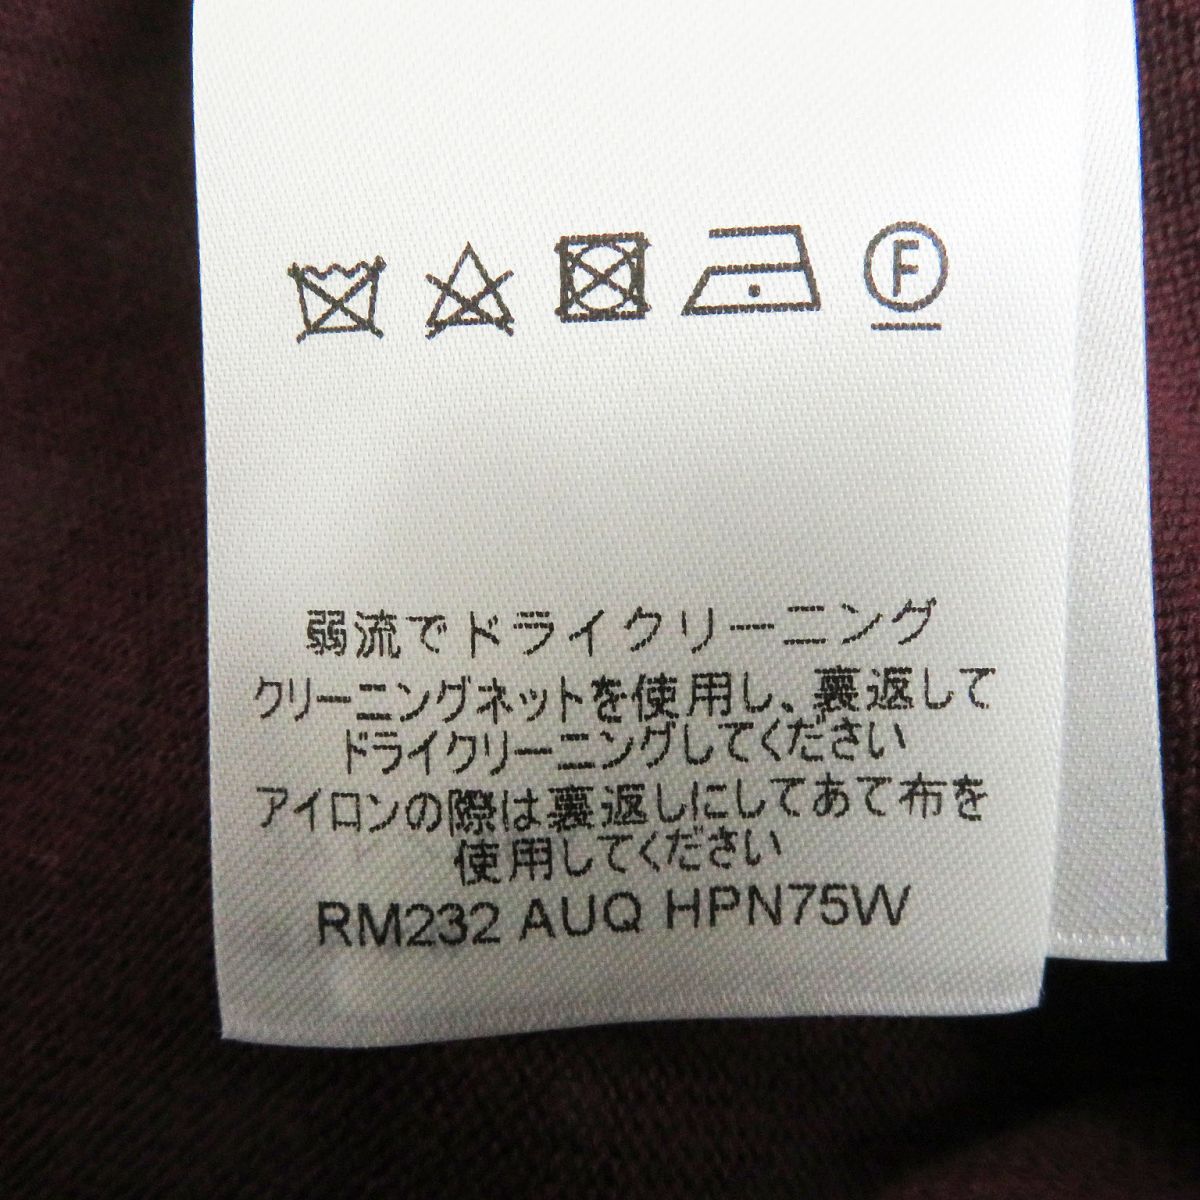 F
弱流でドライクリーニング
クリーニングネットを使用し、裏返して
ドライクリーニングしてください
アイロンの際は裏返しにしてあて布を
使用してください
RM232 AUQ HPN75W